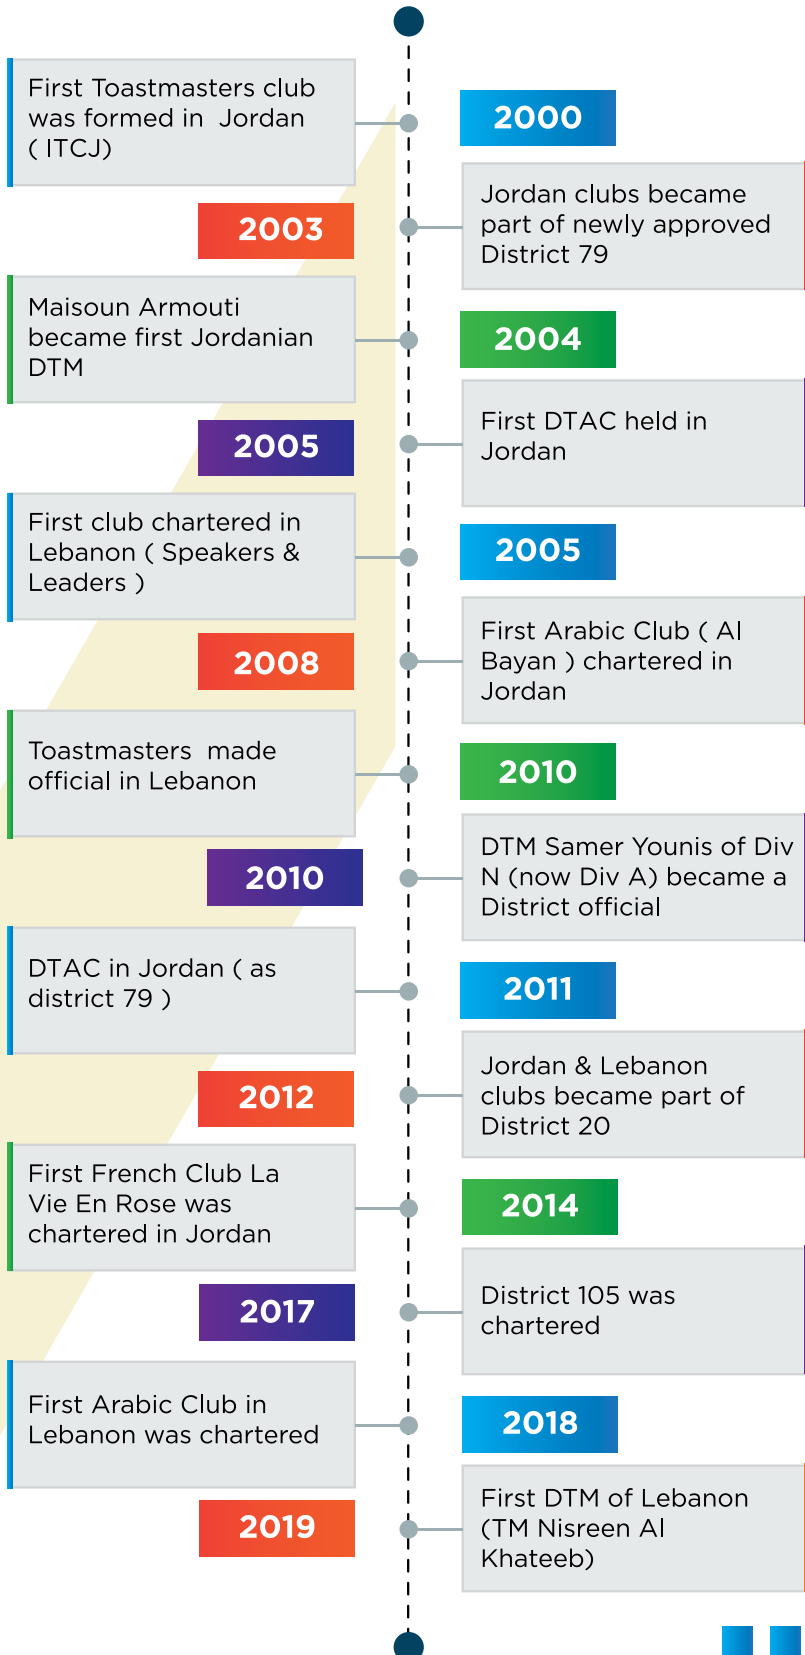 First Toastmasters club
was formed in  Jordan
( ITCJ)
2000
2003
Jordan clubs became
part of newly approved
District 79
Maisoun Armouti
became first Jordanian
DTM
2004
2005
First DTAC held in
Jordan
First club chartered in
Lebanon ( Speakers &
Leaders )
2005
2008
First Arabic Club ( Al
Bayan ) chartered in
Jordan
Toastmasters  made
official in Lebanon
2010
2010
DTM Samer Younis of Div
N (now Div A) became a
District official
DTAC in Jordan ( as
district 79 )
2011
2012
Jordan & Lebanon
clubs became part of
District 20
First French Club La
Vie En Rose was
chartered in Jordan
2014
2017
District 105 was
chartered
First Arabic Club in
Lebanon was chartered
2018
2019
First DTM of Lebanon
(TM Nisreen Al
Khateeb)